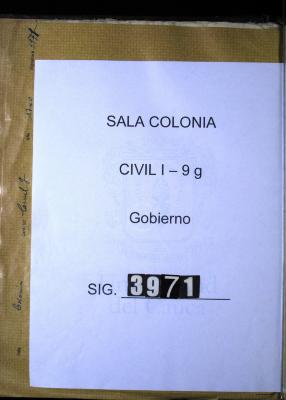 SALA COLONIA
CIVIL I – 9 g
Gobierno
SIG. 3971